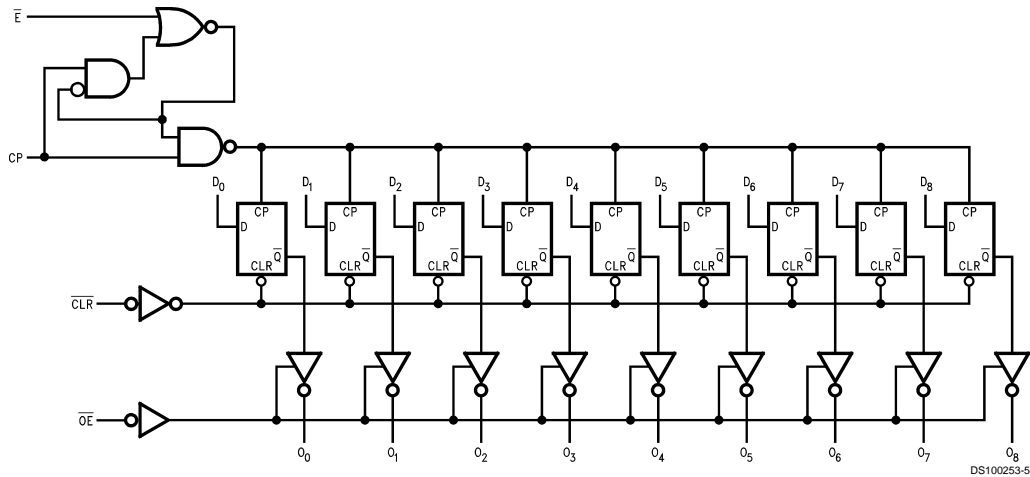 E̅
CP
D0 D1 D2 D3 D4 D5 D6 D7 D8
CP CP CP CP CP CP CP CP CP
D D D D D D D D D
Q̅ Q̅ Q̅ Q̅ Q̅ Q̅ Q̅ Q̅ Q̅
CLR CLR CLR CLR CLR CLR CLR CLR CLR
C̅L̅R̅
O̅E̅
O0 O1 O2 O3 O4 O5 O6 O7 O8
DS100253-5